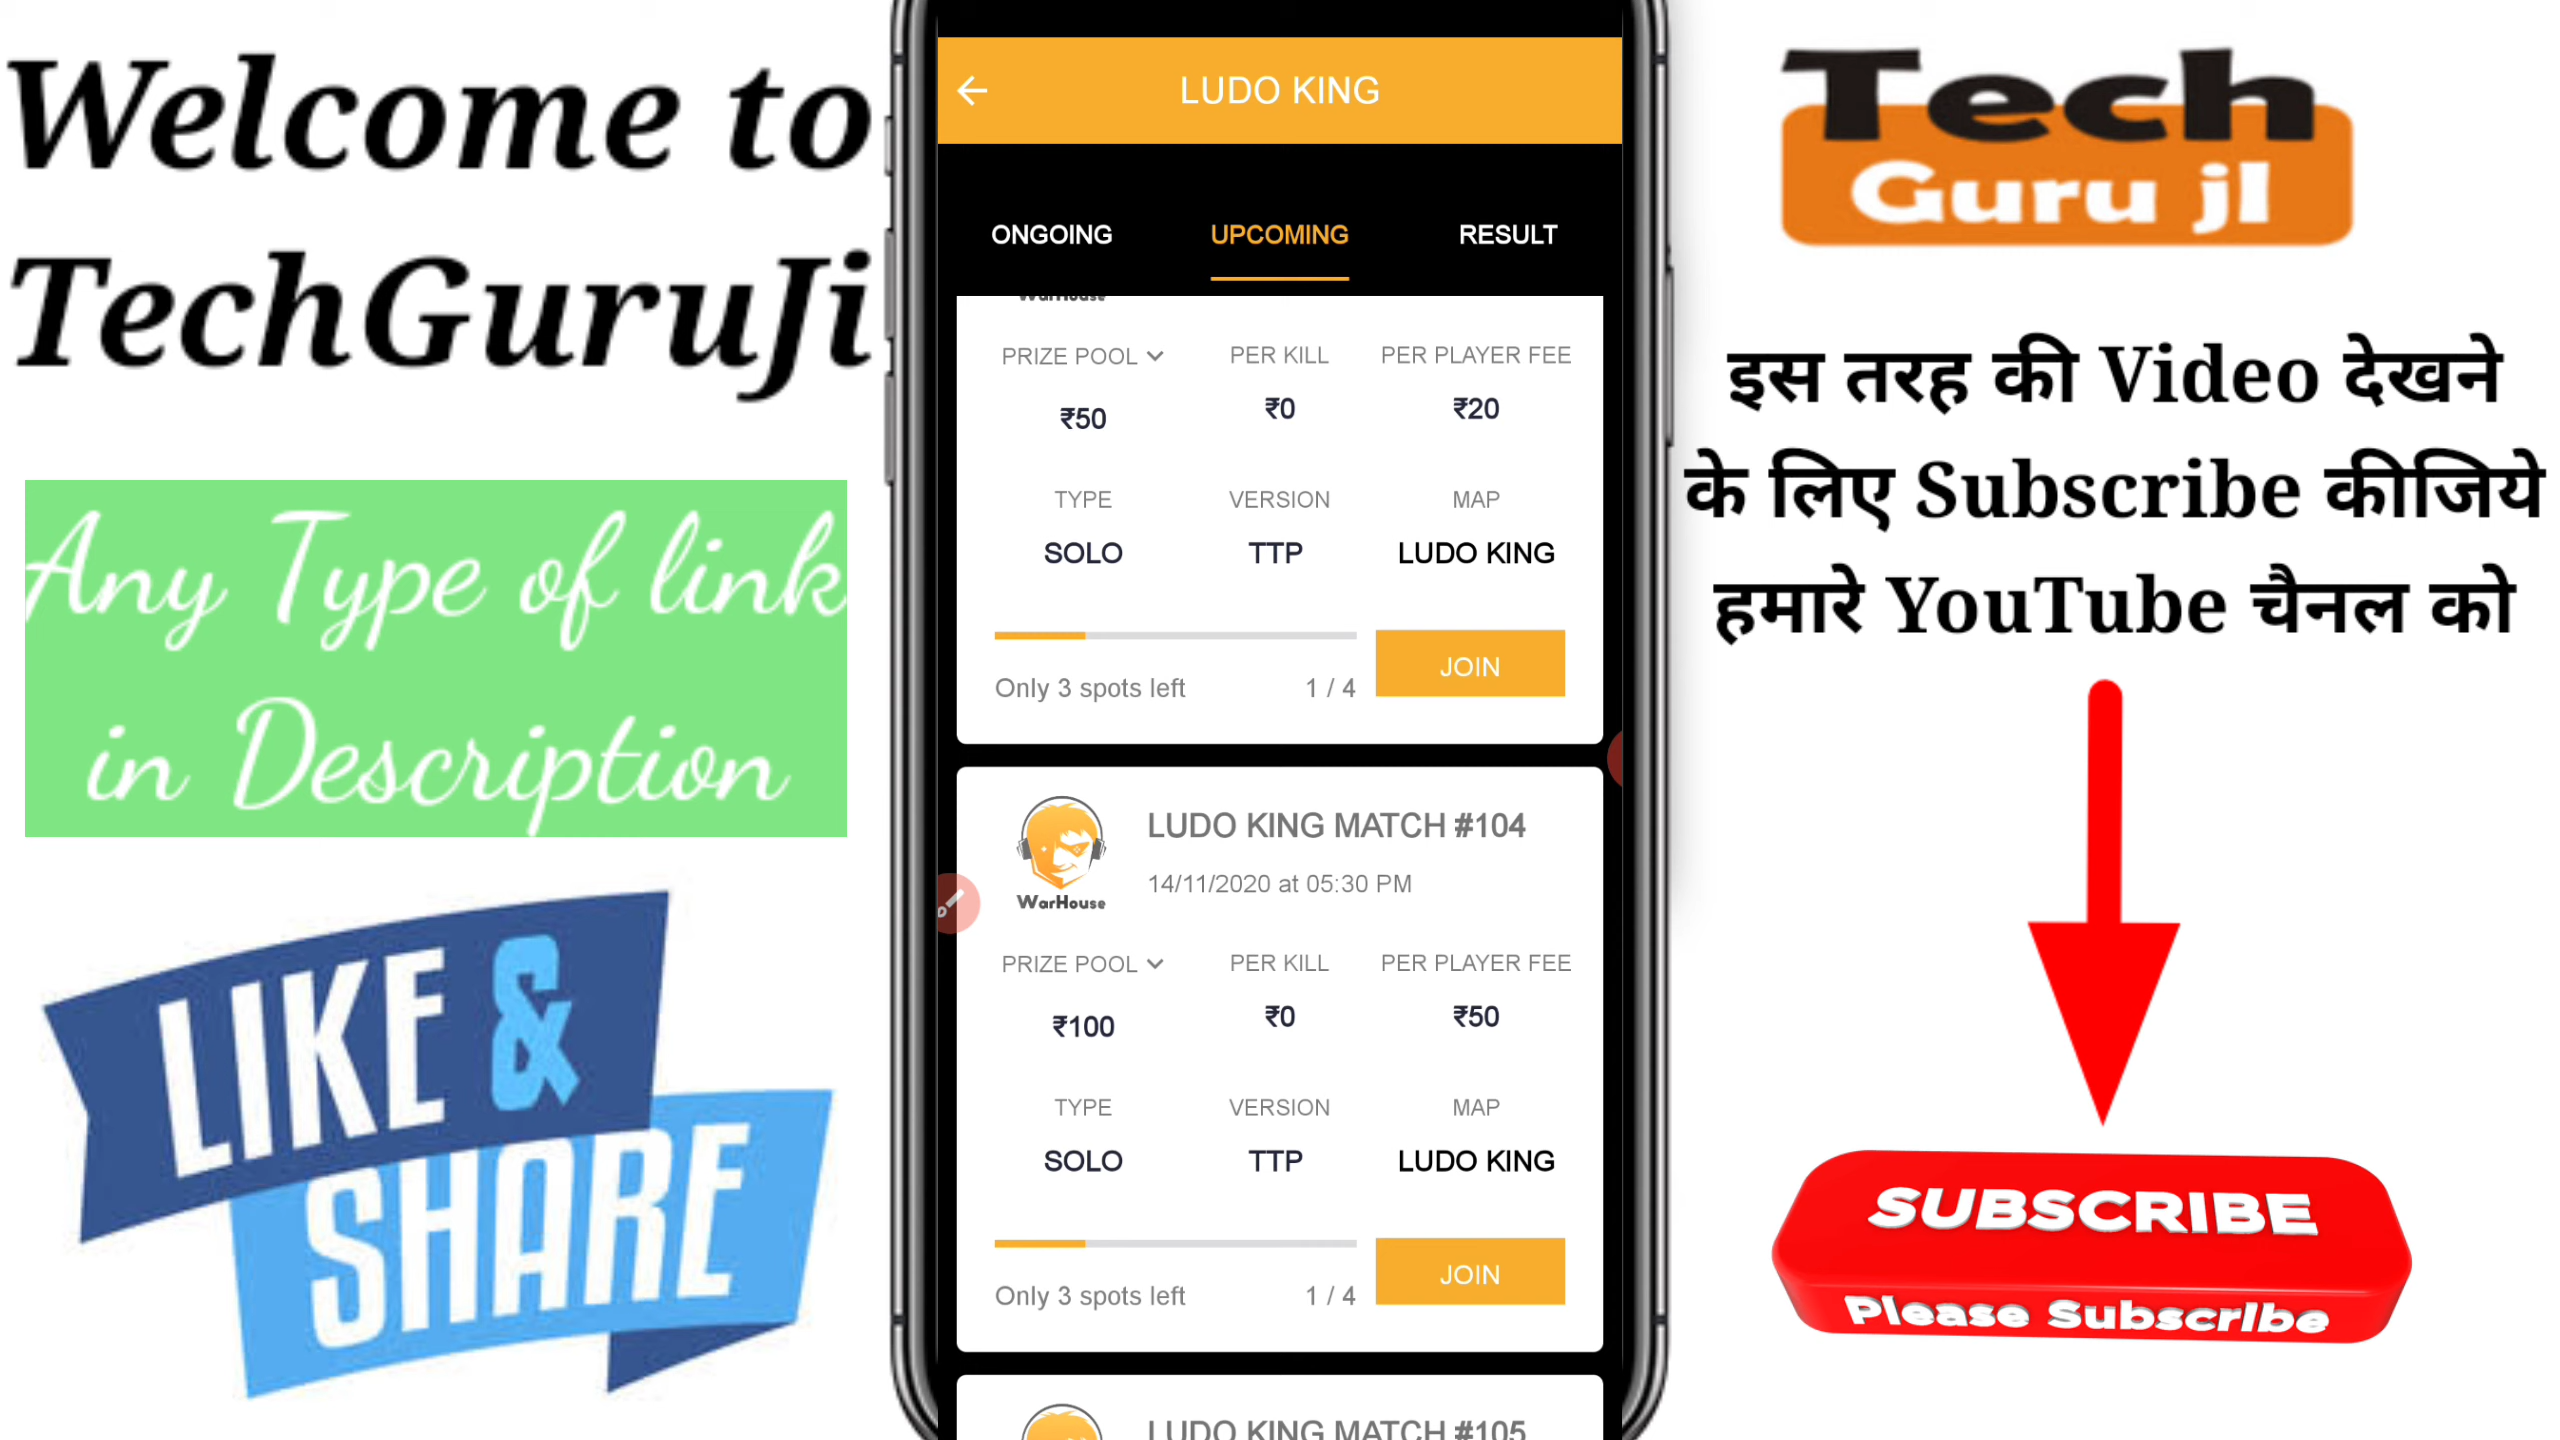 Welcome to
TechGuruJi
Any Type of link
in Description
LIKE &
SHARE
LUDO KING
ONGOING UPCOMING RESULT
WarHouse
PRIZE POOL PER KILL PER PLAYER FEE
₹50 ₹0 ₹20
TYPE VERSION MAP
SOLO TTP LUDO KING
Only 3 spots left 1 / 4 JOIN
LUDO KING MATCH #104
14/11/2020 at 05:30 PM
WarHouse
PRIZE POOL PER KILL PER PLAYER FEE
₹100 ₹0 ₹50
TYPE VERSION MAP
SOLO TTP LUDO KING
Only 3 spots left 1 / 4 JOIN
LUDO KING MATCH #105
Tech
Guru jI
इस तरह की Video देखने
के लिए Subscribe कीजिये
हमारे YouTube चैनल को
SUBSCRIBE
Please Subscribe